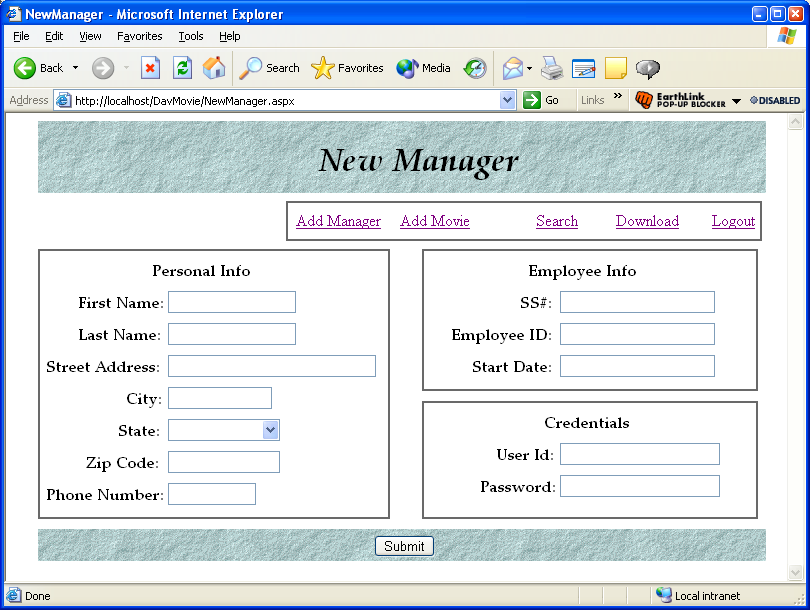 NewManager - Microsoft Internet Explorer
File Edit View Favorites Tools Help
Back Search Favorites Media
Address http://localhost/DavMovie/NewManager.aspx Go Links » EarthLink POP-UP BLOCKER DISABLED
New Manager
Add Manager Add Movie Search Download Logout
Personal Info
First Name:
Last Name:
Street Address:
City:
State:
Zip Code:
Phone Number:
Employee Info
SS#:
Employee ID:
Start Date:
Credentials
User Id:
Password:
Submit
Done Local intranet